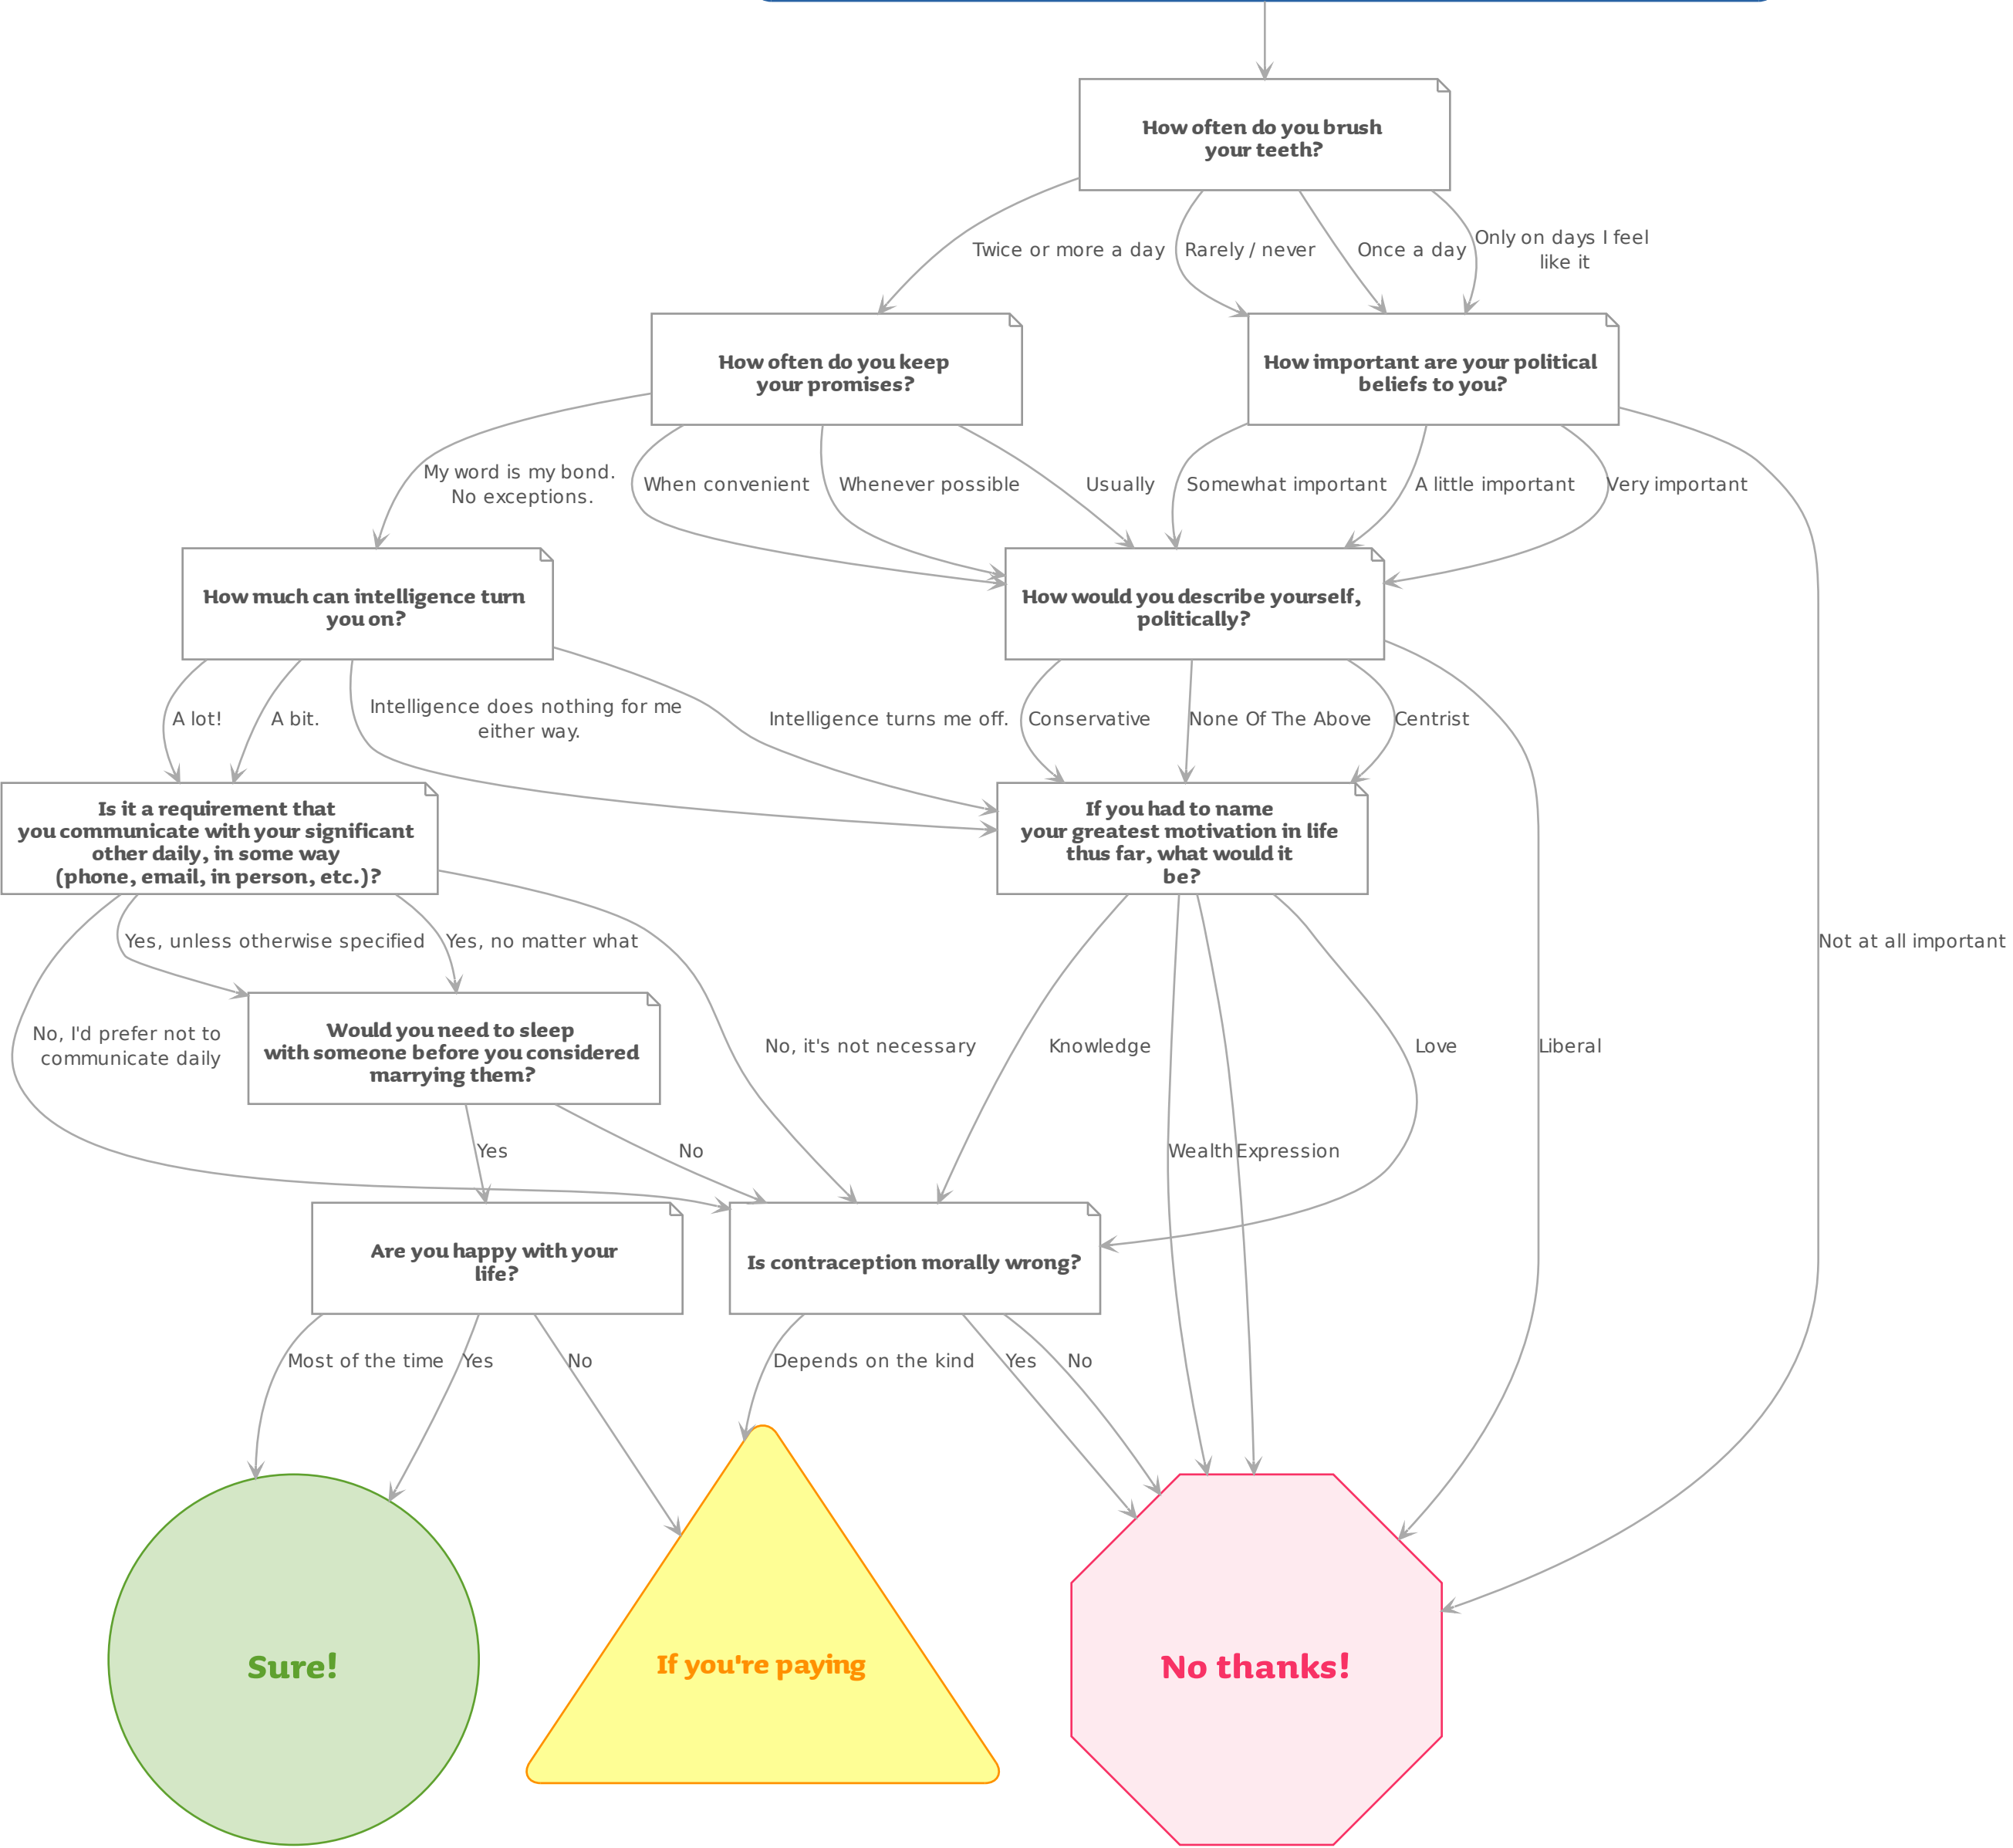 How often do you brush
your teeth?
Twice or more a day
Rarely / never
Once a day
Only on days I feel
like it
How often do you keep
your promises?
How important are your political
beliefs to you?
My word is my bond.
No exceptions.
When convenient
Whenever possible
Usually
Somewhat important
A little important
Very important
How much can intelligence turn
you on?
How would you describe yourself,
politically?
A lot!
A bit.
Intelligence does nothing for me
either way.
Intelligence turns me off.
Conservative
None Of The Above
Centrist
Is it a requirement that
you communicate with your significant
other daily, in some way
(phone, email, in person, etc.)?
If you had to name
your greatest motivation in life
thus far, what would it
be?
Yes, unless otherwise specified
Yes, no matter what
Not at all important
No, I'd prefer not to
communicate daily
Would you need to sleep
with someone before you considered
marrying them?
No, it's not necessary
Knowledge
Love
Liberal
Yes
No
Wealth
Expression
Are you happy with your
life?
Is contraception morally wrong?
Most of the time
Yes
No
Depends on the kind
Yes
No
Sure!
If you're paying
No thanks!